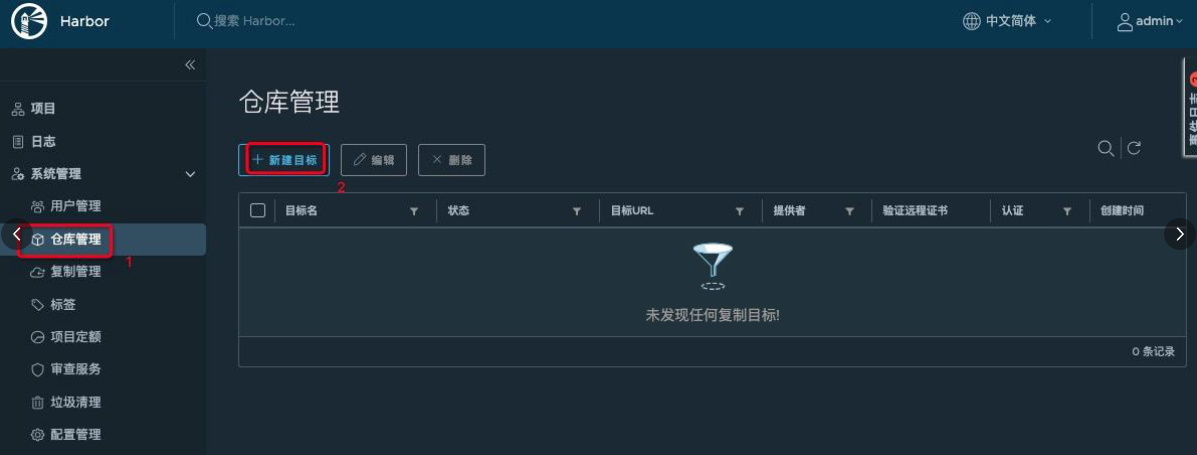 Harbor
搜索 Harbor...
中文简体
admin
项目
日志
系统管理
用户管理
仓库管理
1
复制管理
标签
项目定额
审查服务
垃圾清理
配置管理
仓库管理
新建目标
编辑
删除
2
目标名
状态
目标URL
提供者
验证远程证书
认证
创建时间
未发现任何复制目标!
0 条记录
事件日志